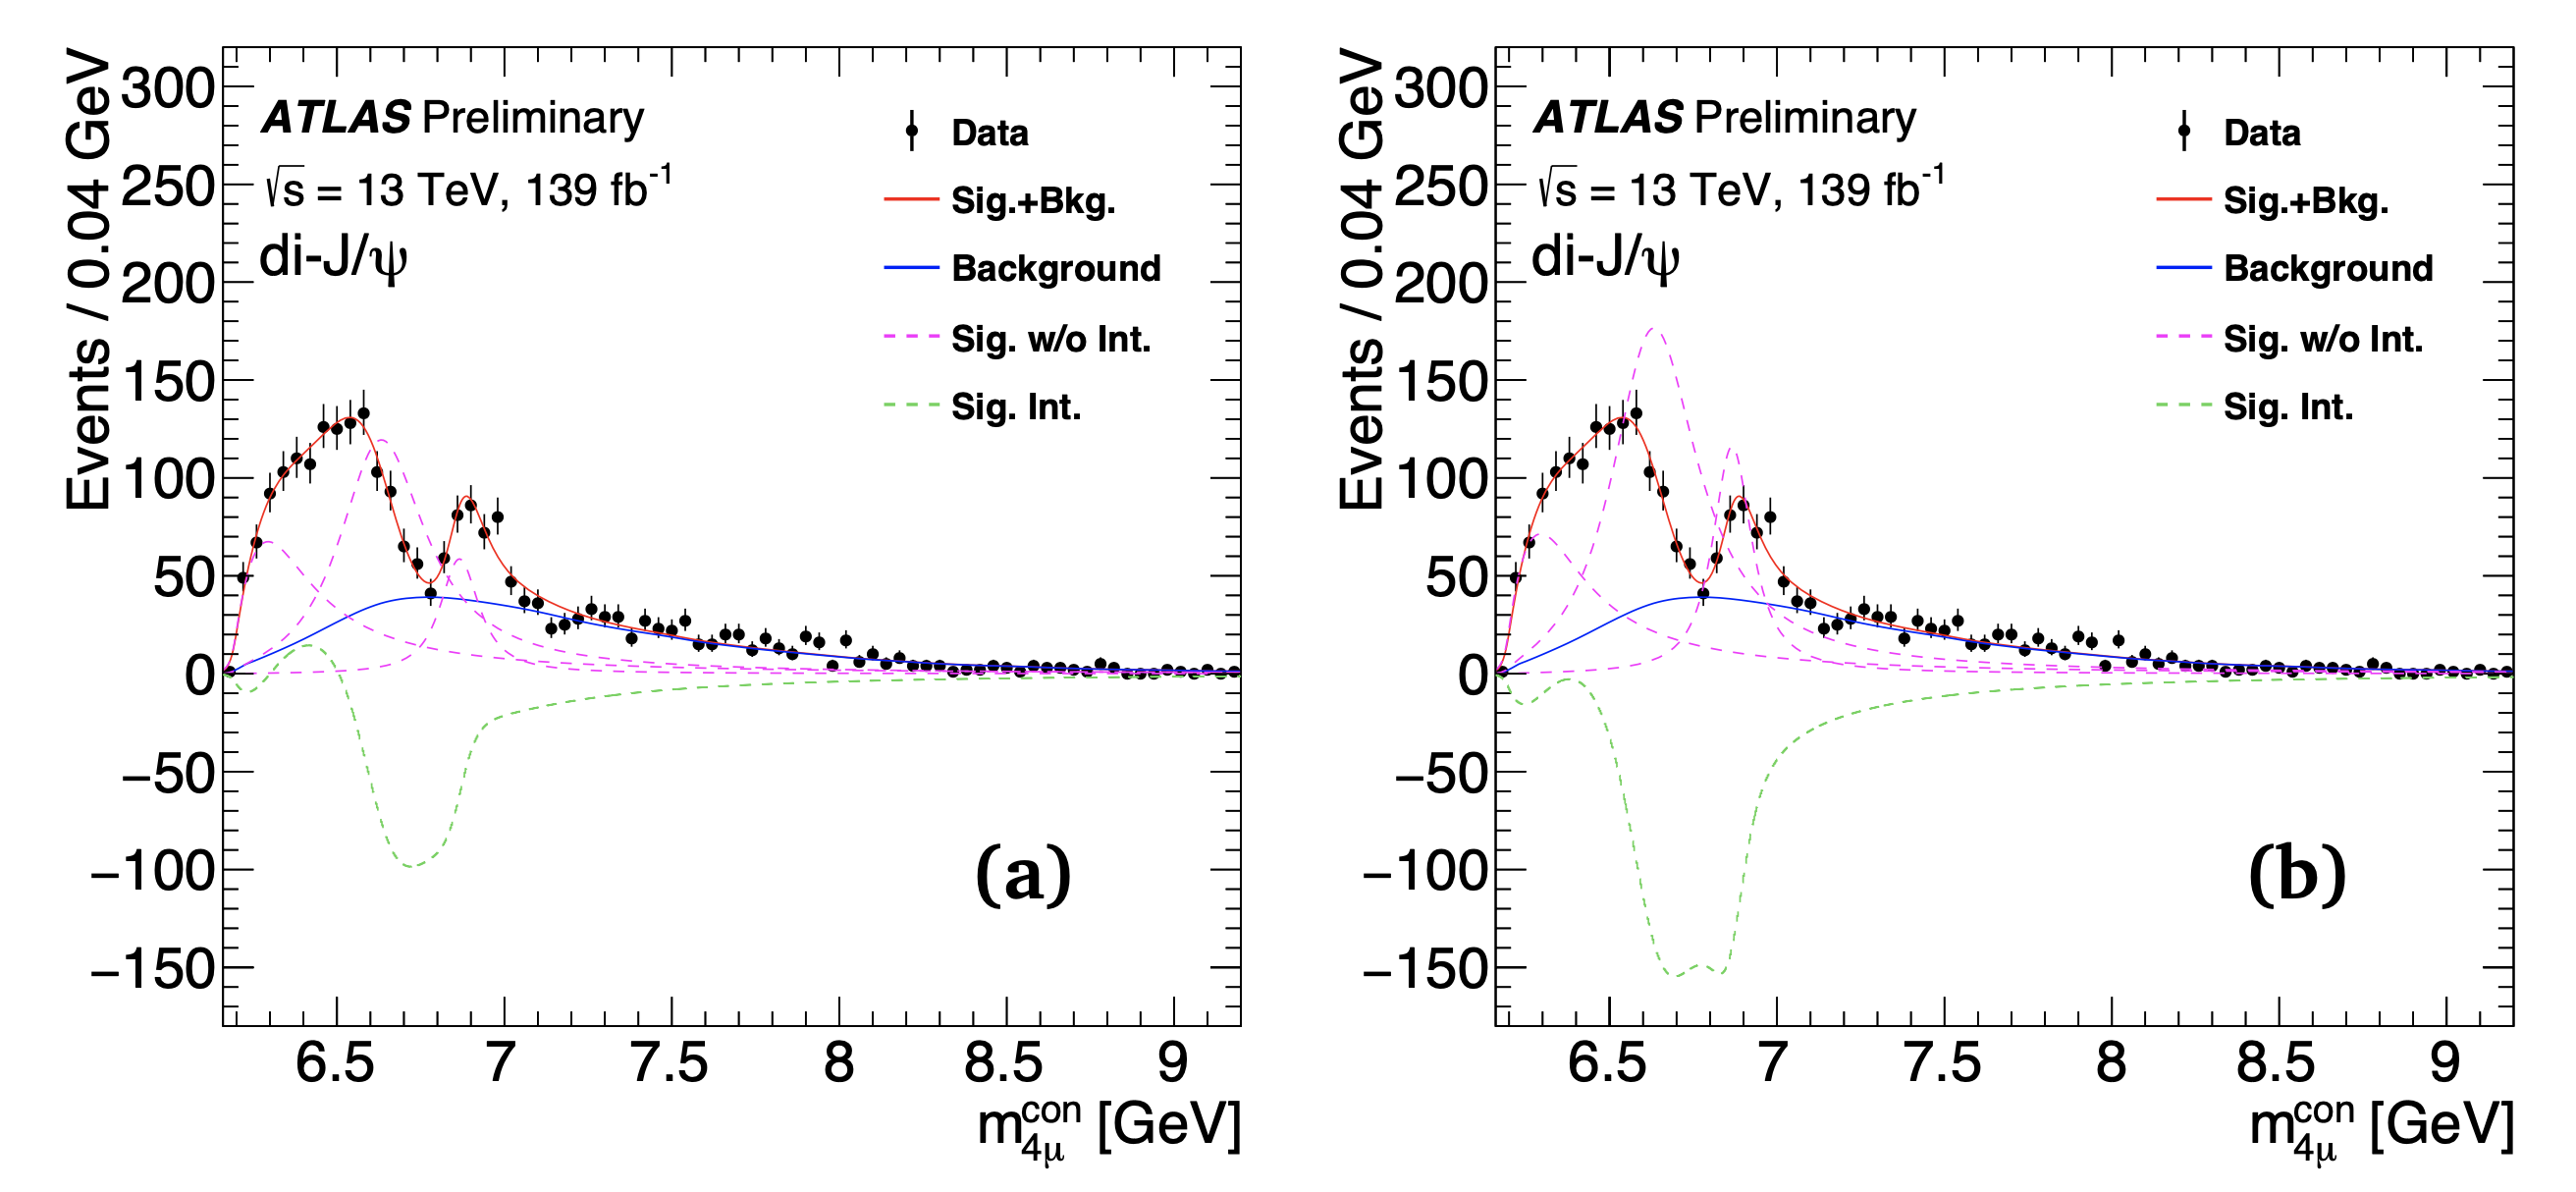 Events / 0.04 GeV
300
250
200
150
100
50
0
−50
−100
−150
ATLAS Preliminary
√s = 13 TeV, 139 fb⁻¹
di-J/ψ
Data
Sig.+Bkg.
Background
Sig. w/o Int.
Sig. Int.
(a)
6.5 7 7.5 8 8.5 9
m₄μ^con [GeV]
Events / 0.04 GeV
300
250
200
150
100
50
0
−50
−100
−150
ATLAS Preliminary
√s = 13 TeV, 139 fb⁻¹
di-J/ψ
Data
Sig.+Bkg.
Background
Sig. w/o Int.
Sig. Int.
(b)
6.5 7 7.5 8 8.5 9
m₄μ^con [GeV]